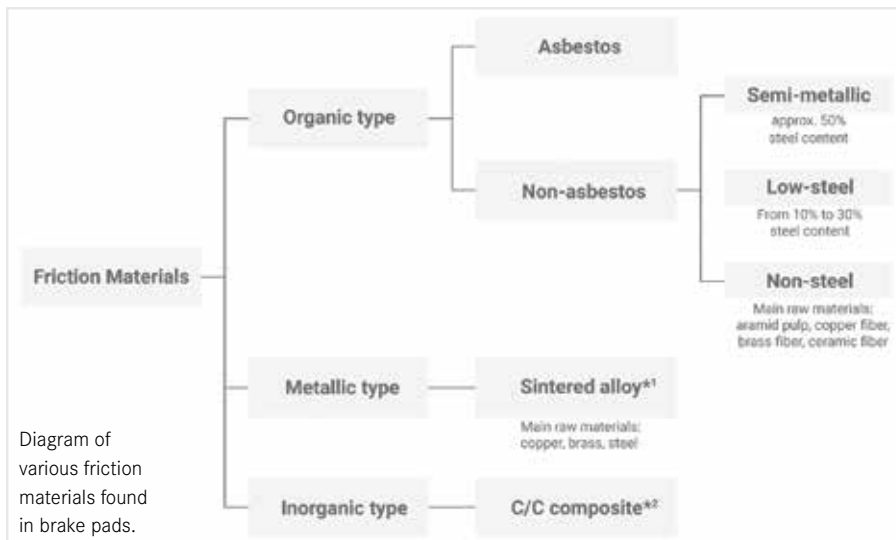 Asbestos
Organic type
Semi-metallic
approx. 50%
steel content
Non-asbestos
Low-steel
From 10% to 30%
steel content
Friction Materials
Non-steel
Main raw materials:
aramid pulp, copper fiber,
brass fiber, ceramic fiber
Metallic type
Sintered alloy*1
Main raw materials:
copper, brass, steel
Inorganic type
C/C composite*2
Diagram of
various friction
materials found
in brake pads.